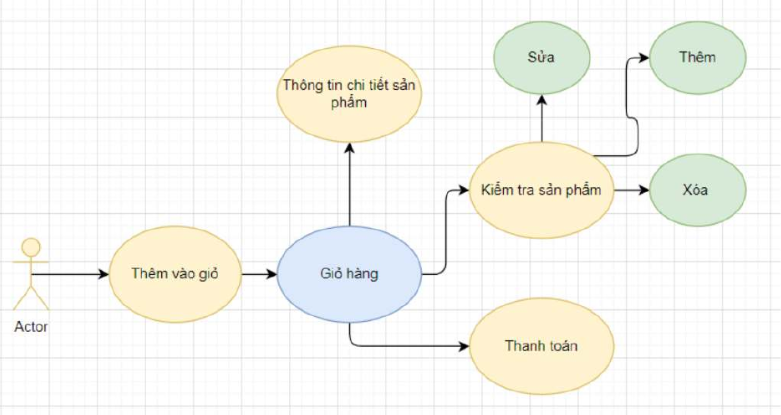 Sửa
Thêm
Thông tin chi tiết sản
phẩm
Kiểm tra sản phẩm
Xóa
Thêm vào giỏ
Giỏ hàng
Actor
Thanh toán